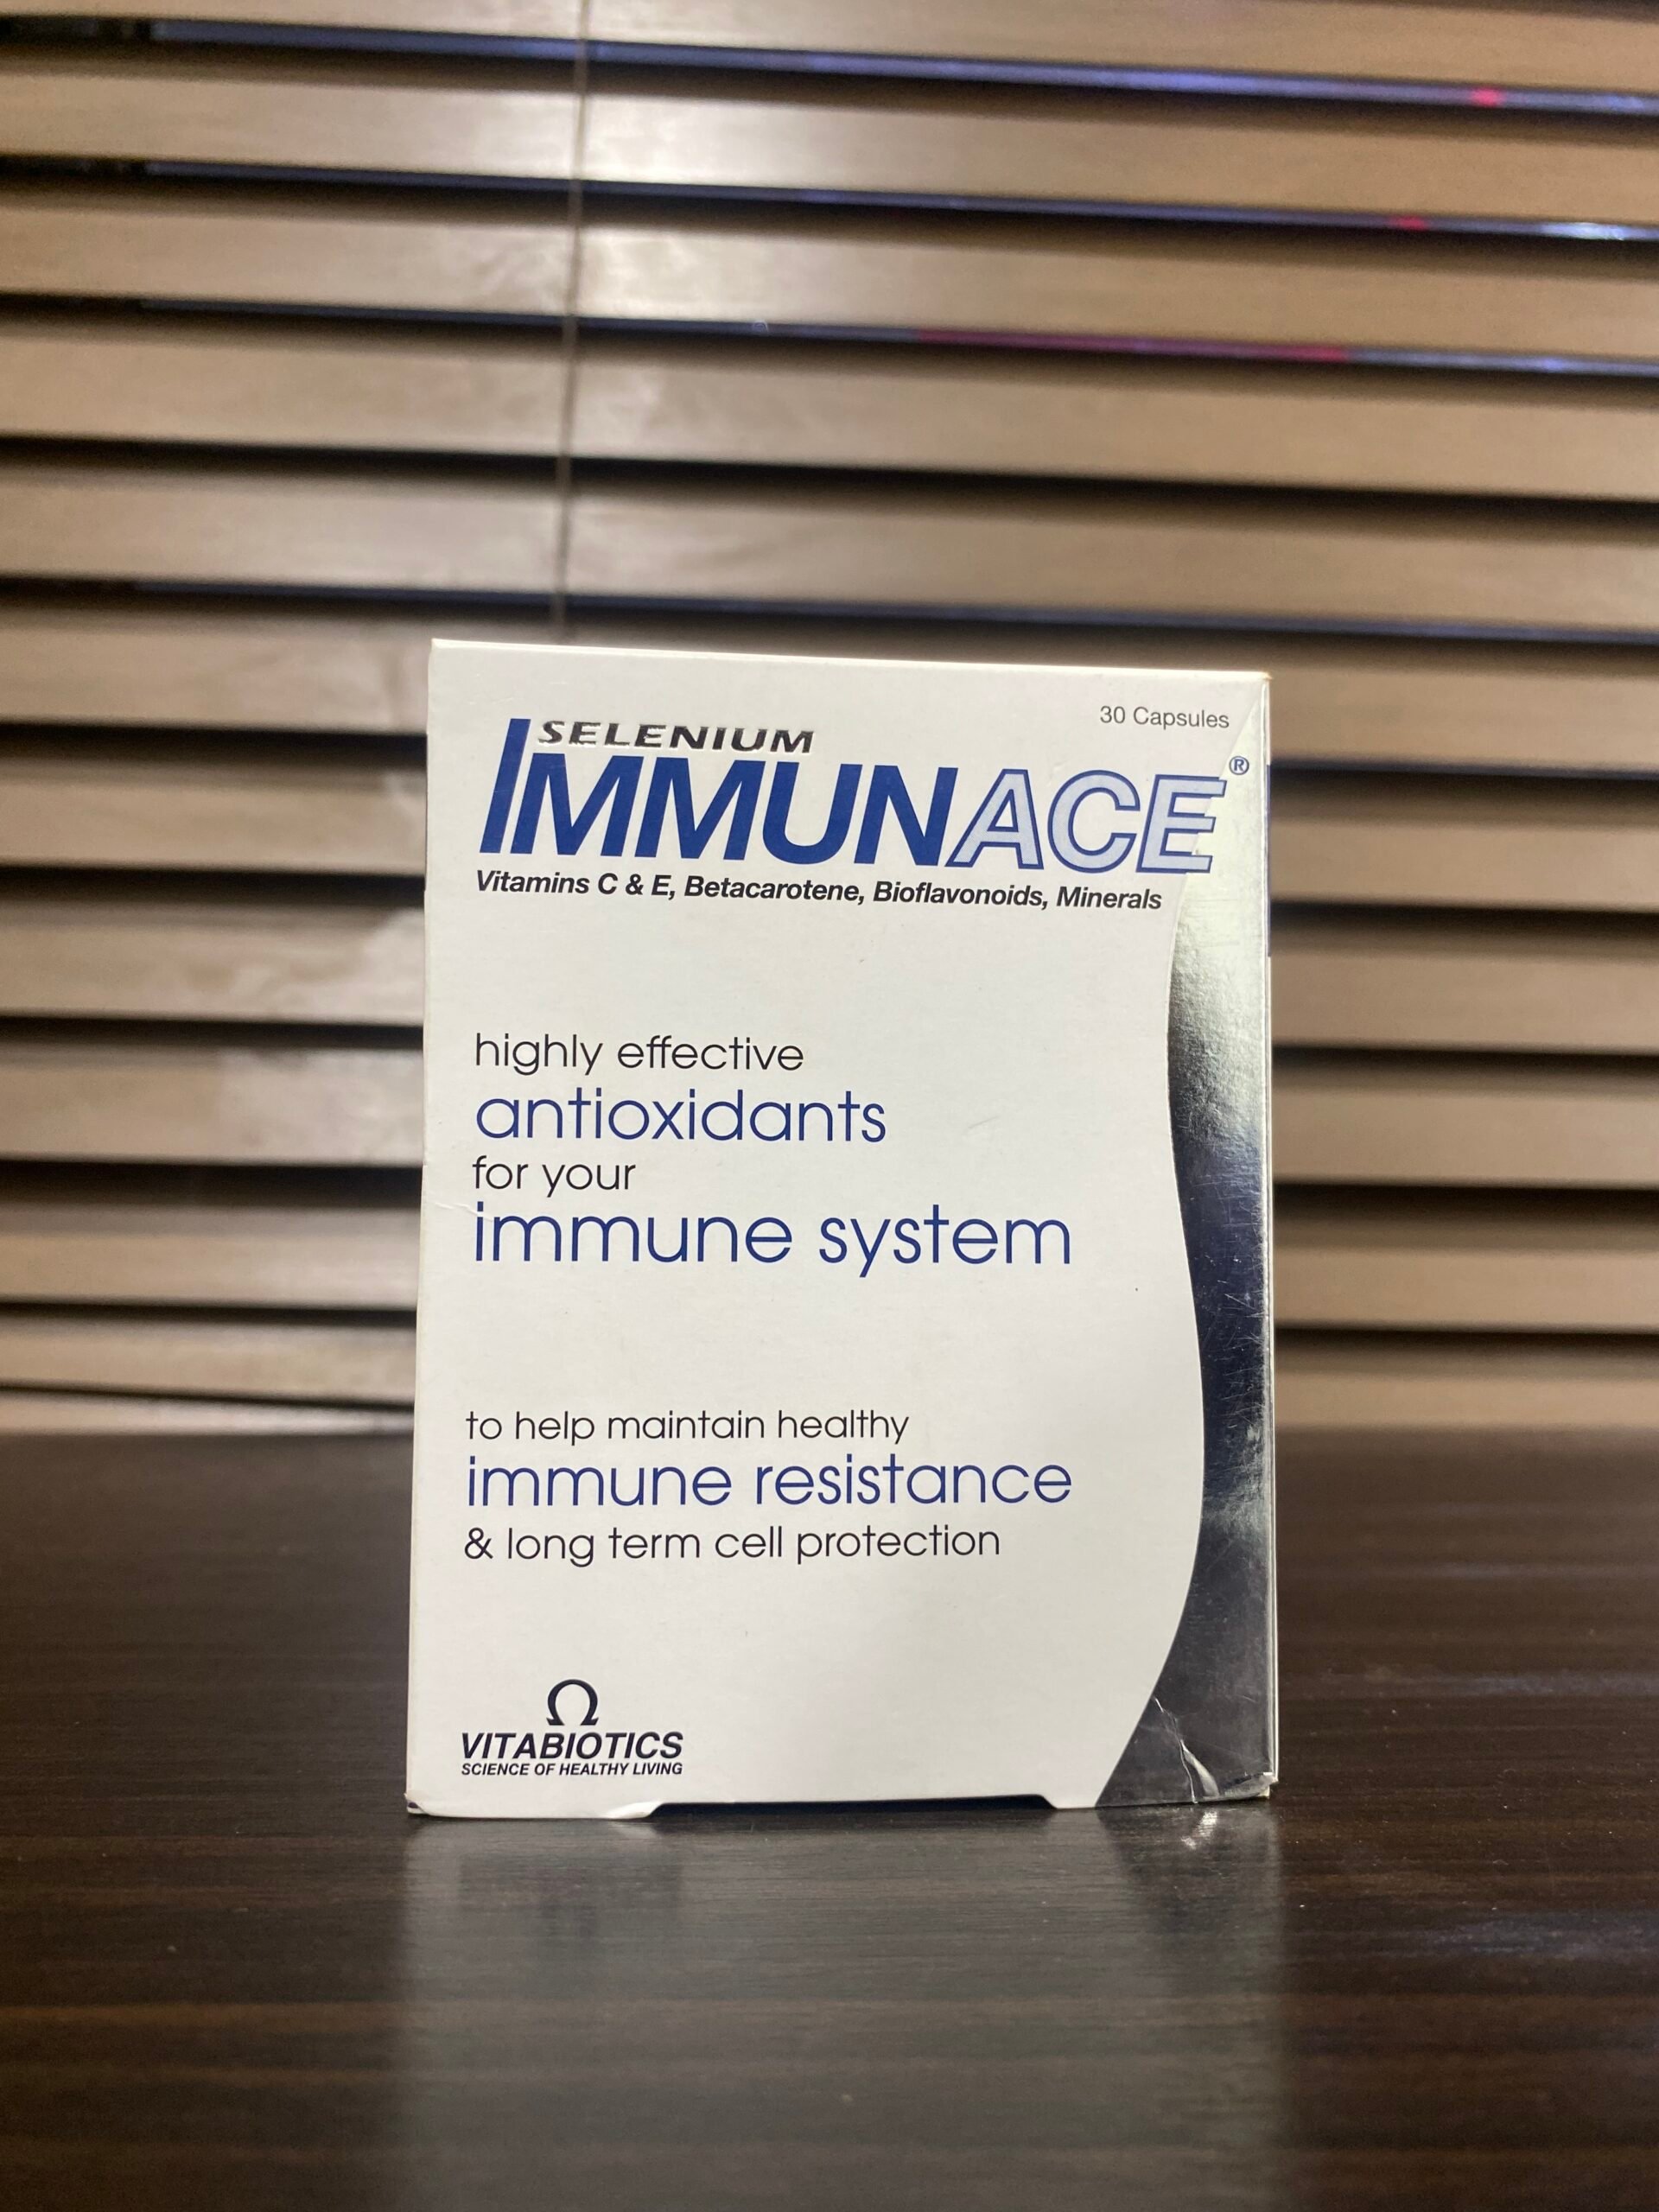 30 Capsules
SELENIUM
IMMUNACE®
Vitamins C & E, Betacarotene, Bioflavonoids, Minerals
highly effective
antioxidants
for your
immune system
to help maintain healthy
immune resistance
& long term cell protection
Ω
VITABIOTICS
SCIENCE OF HEALTHY LIVING